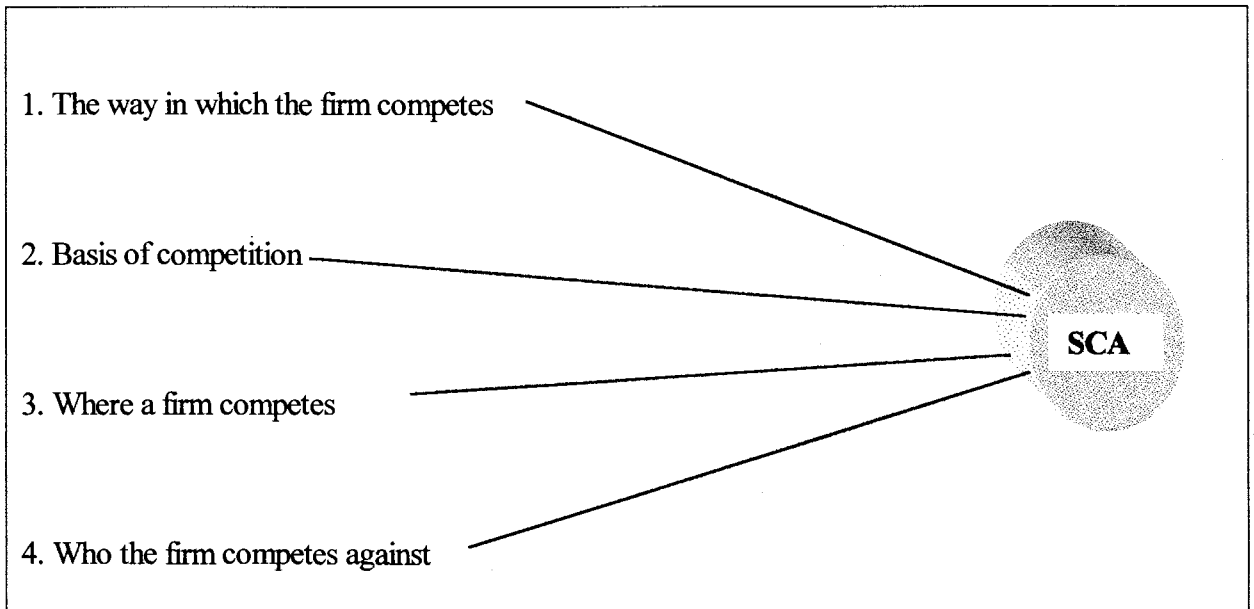 1. The way in which the firm competes
2. Basis of competition
SCA
3. Where a firm competes
4. Who the firm competes against